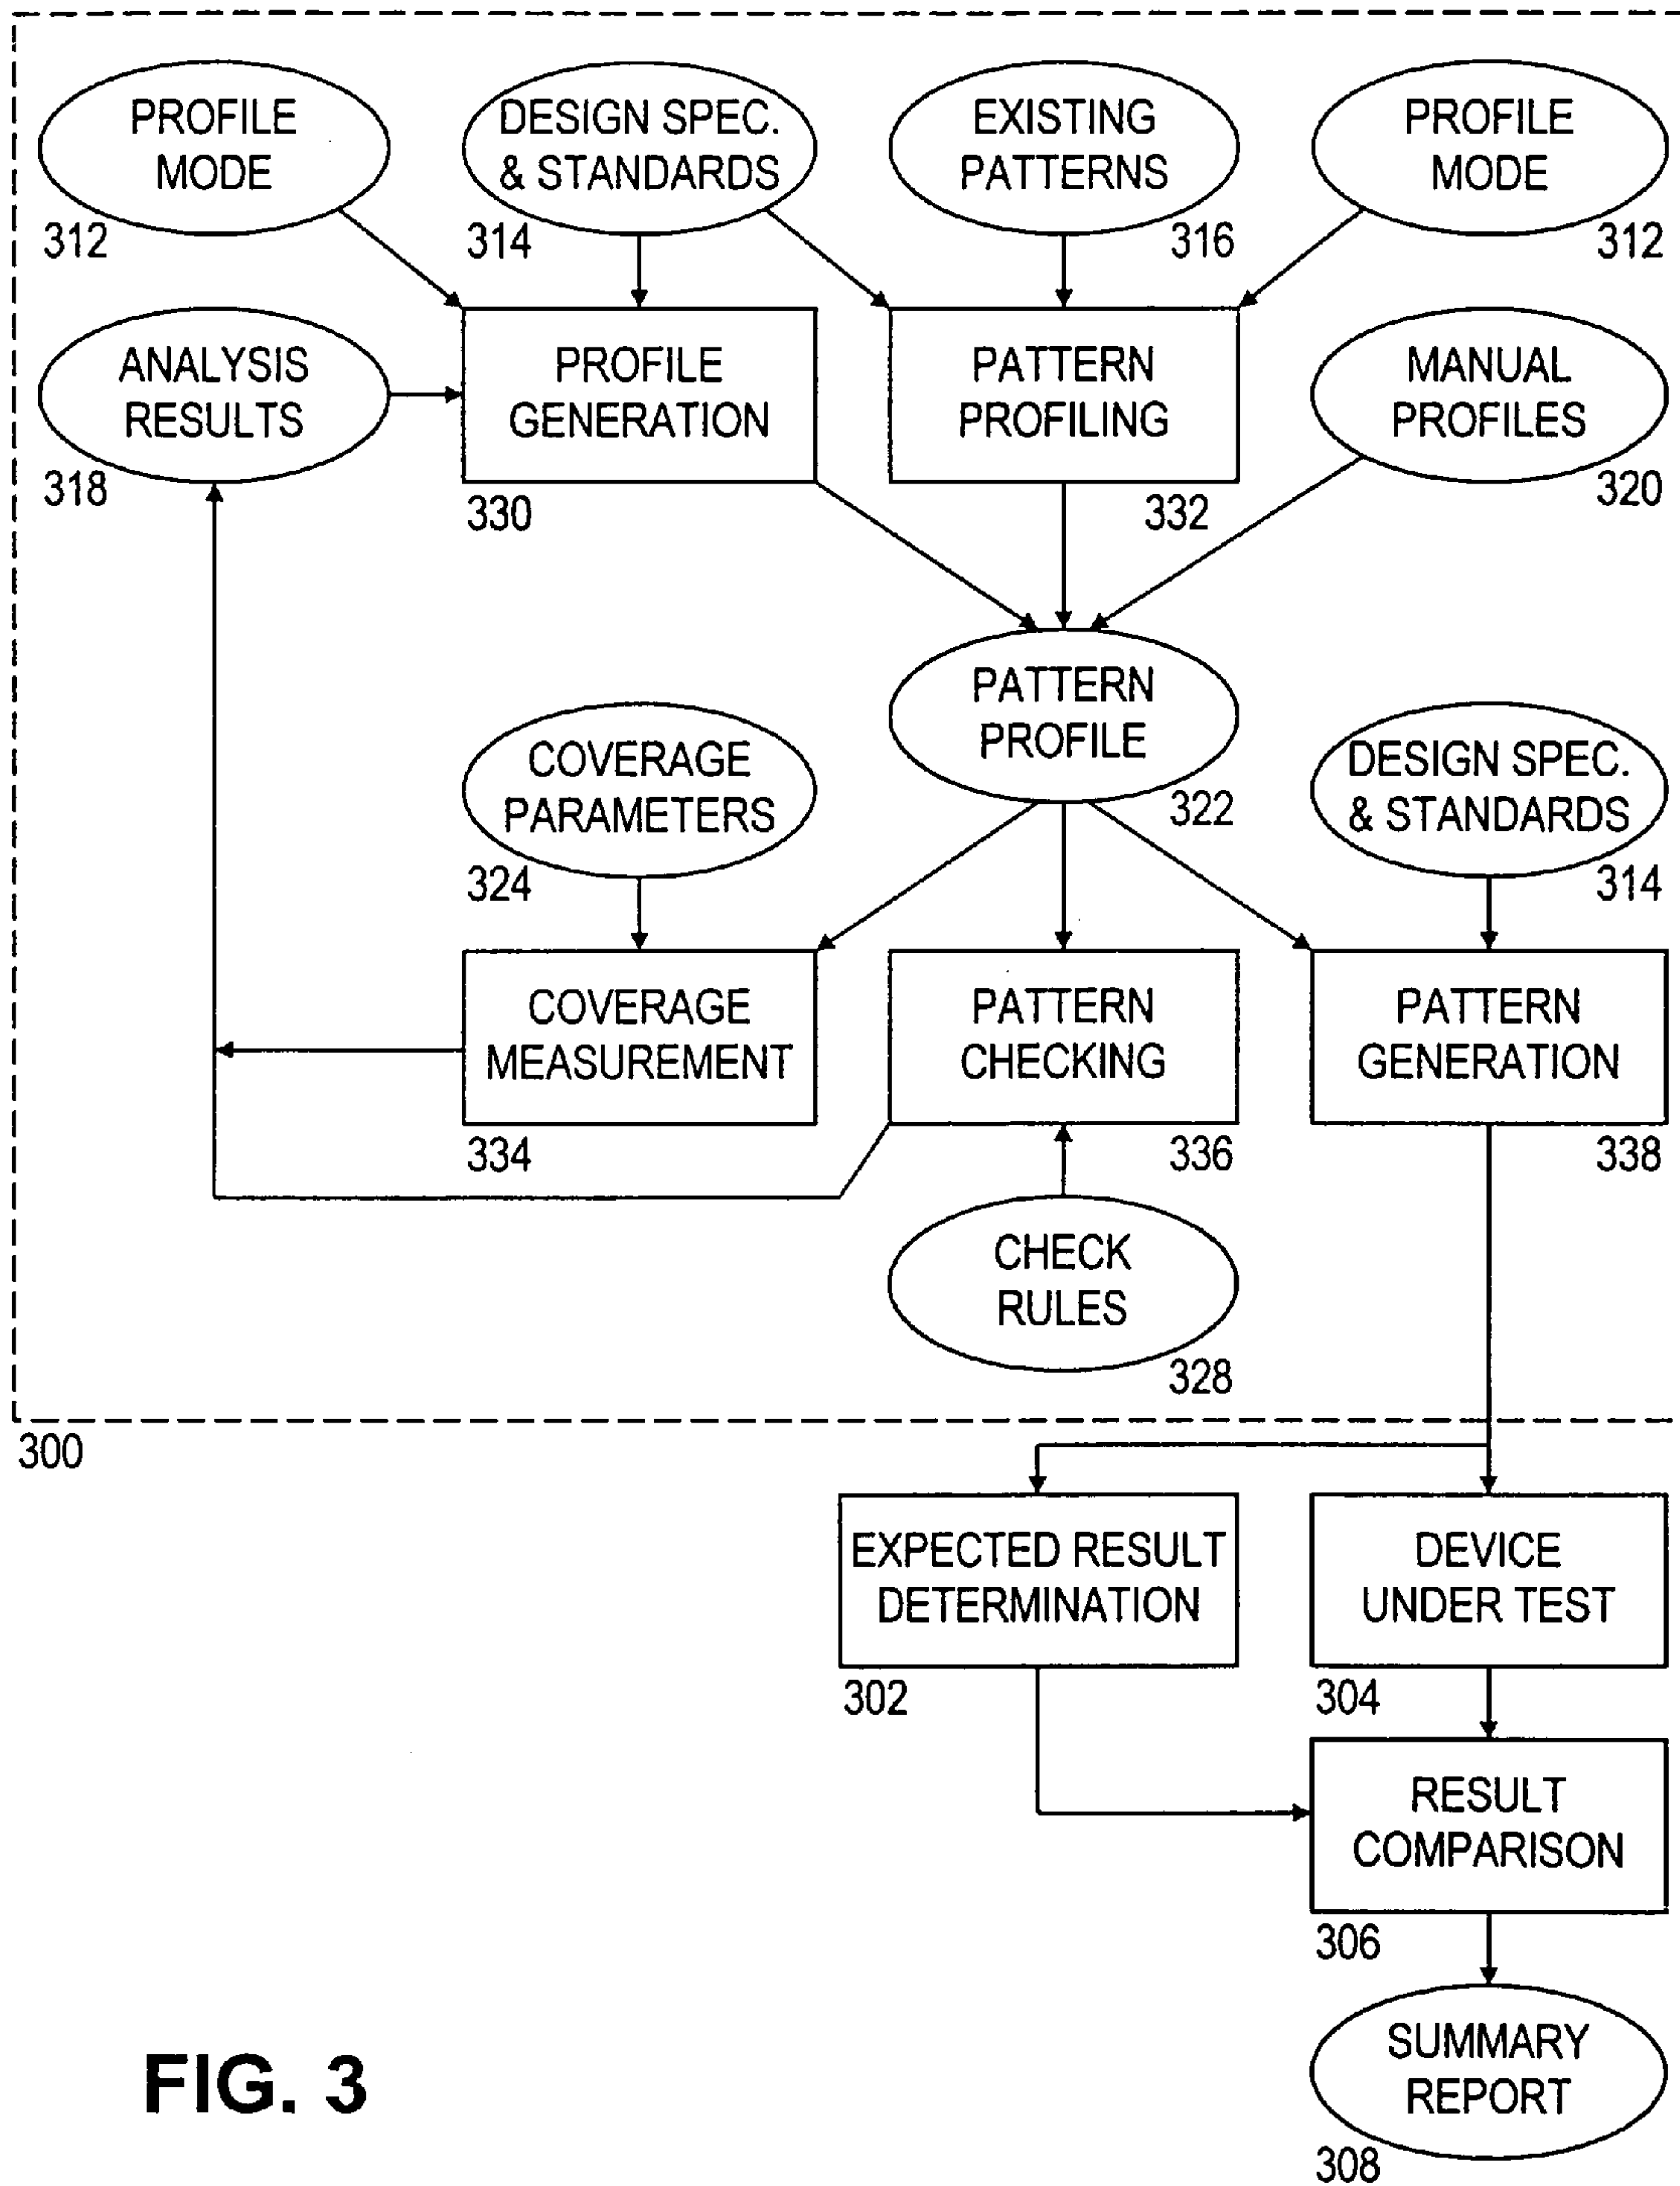 PROFILE
MODE
312
DESIGN SPEC.
& STANDARDS
314
EXISTING
PATTERNS
316
PROFILE
MODE
312
ANALYSIS
RESULTS
318
PROFILE
GENERATION
330
PATTERN
PROFILING
332
MANUAL
PROFILES
320
PATTERN
PROFILE
322
COVERAGE
PARAMETERS
324
DESIGN SPEC.
& STANDARDS
314
COVERAGE
MEASUREMENT
334
PATTERN
CHECKING
336
PATTERN
GENERATION
338
CHECK
RULES
328
300
EXPECTED RESULT
DETERMINATION
302
DEVICE
UNDER TEST
304
RESULT
COMPARISON
306
SUMMARY
REPORT
308
FIG. 3